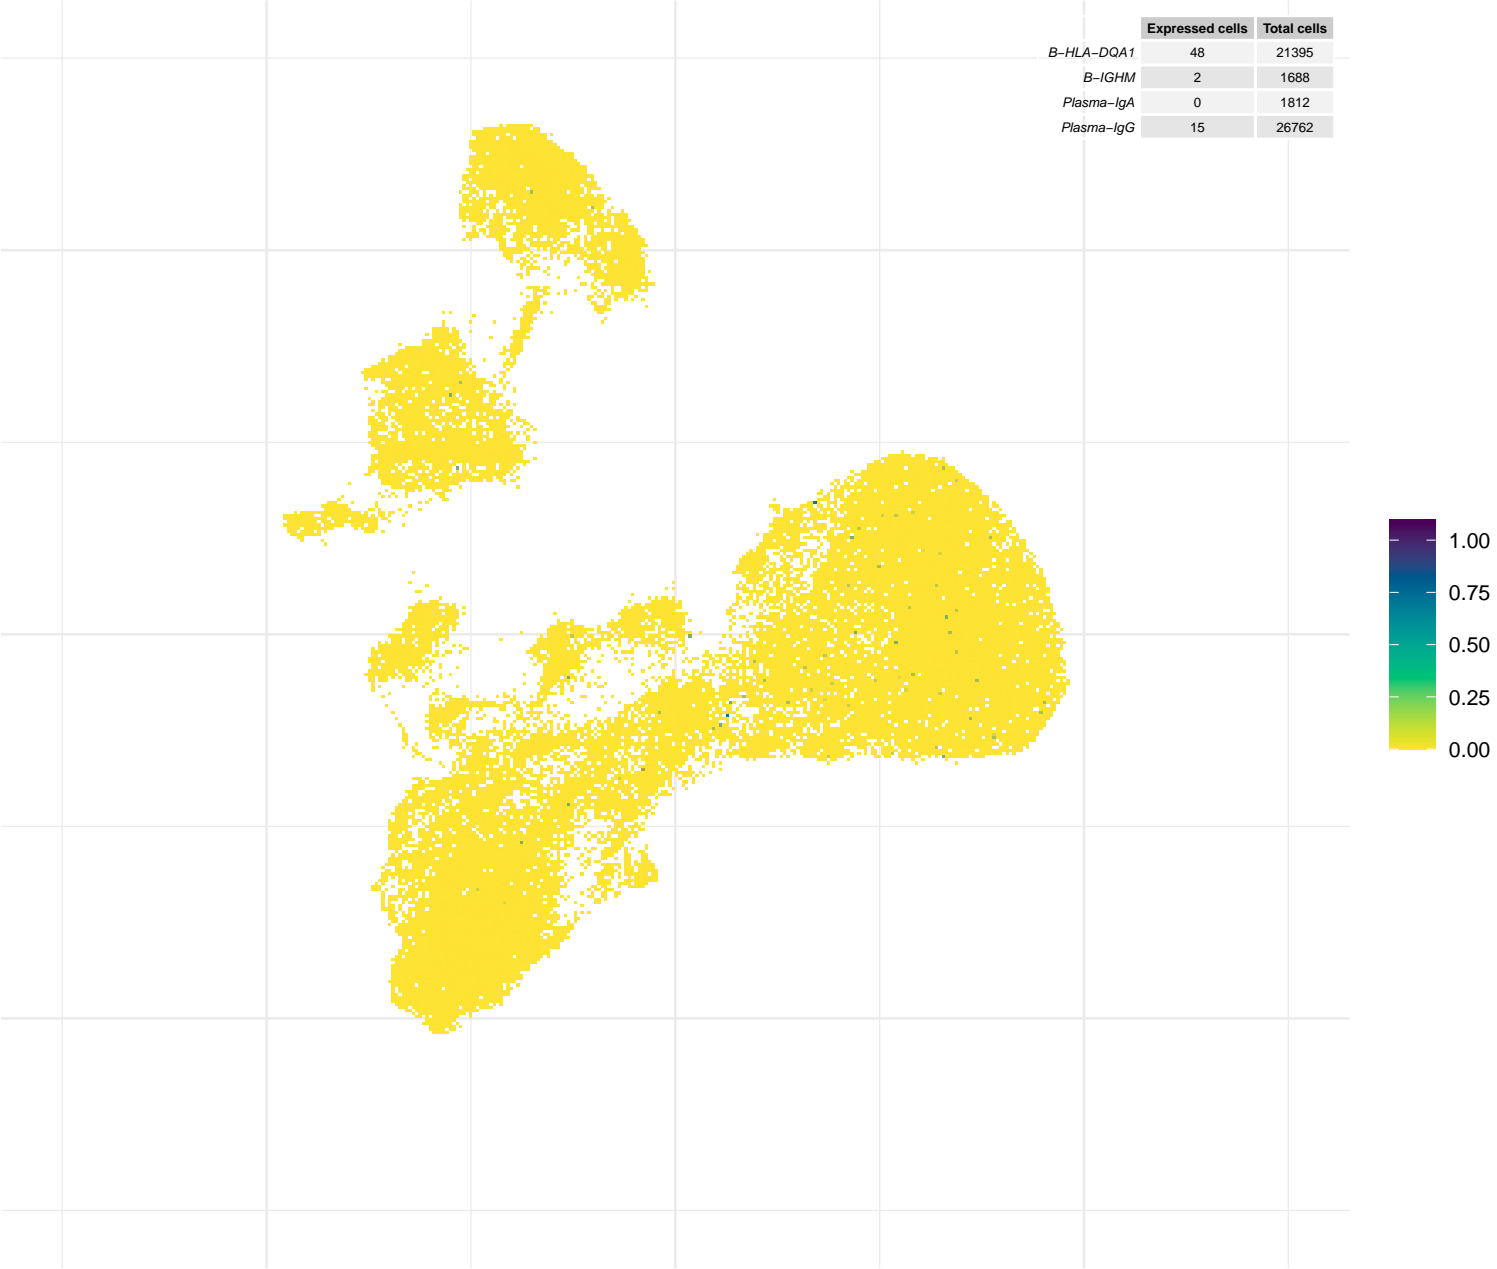 Expressed cells Total cells
B−HLA−DQA1 48 21395
B−IGHM 2 1688
Plasma−IgA 0 1812
Plasma−IgG 15 26762
1.00
0.75
0.50
0.25
0.00